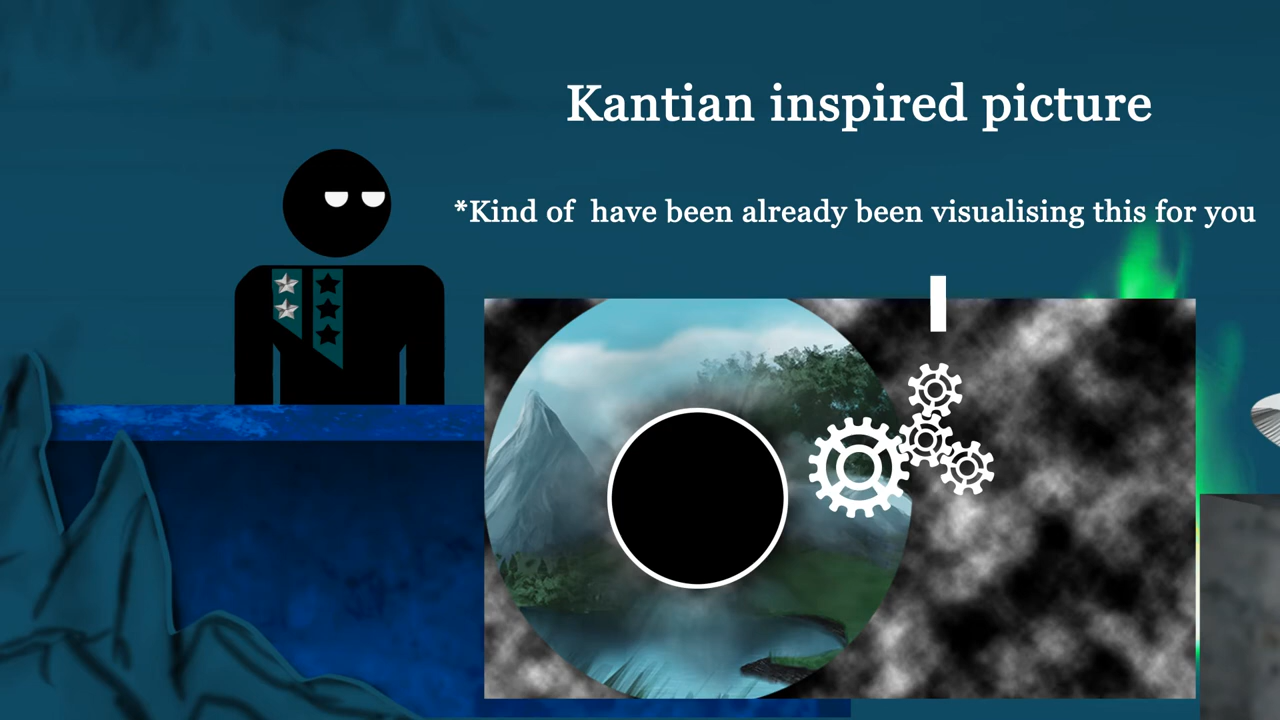 Kantian inspired picture
*Kind of  have been already been visualising this for you